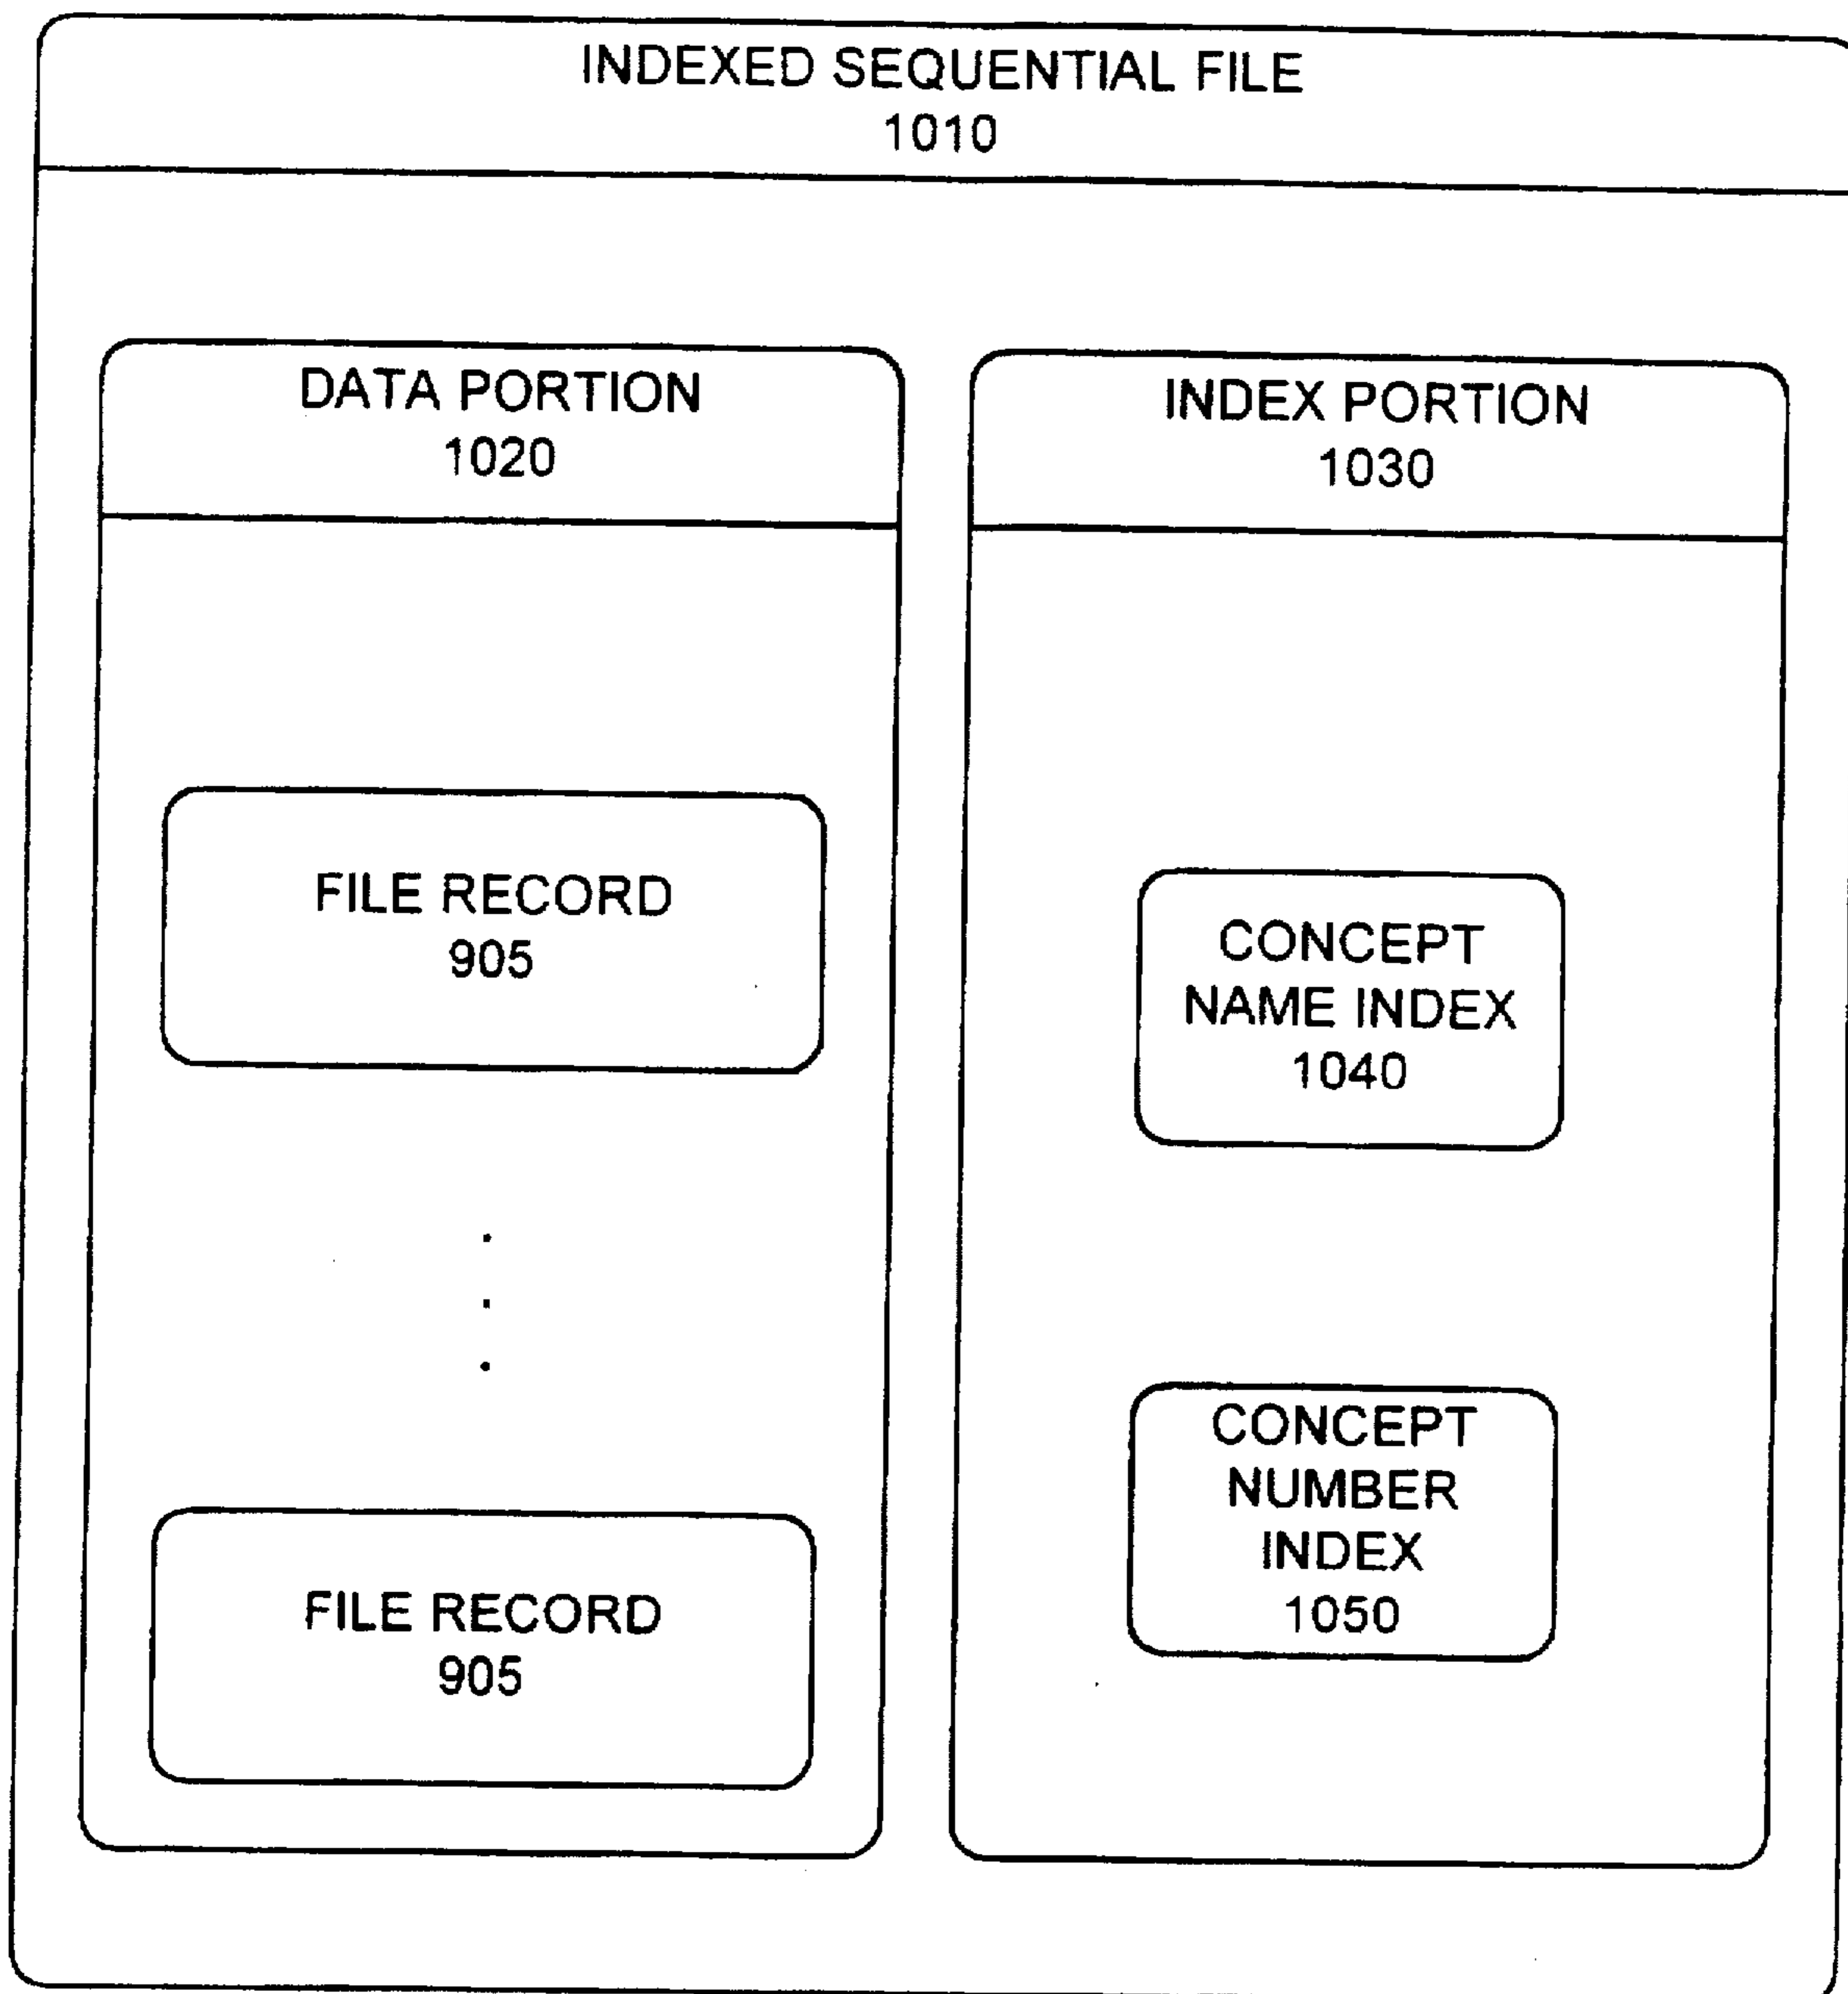 INDEXED SEQUENTIAL FILE
1010
DATA PORTION
1020
FILE RECORD
905
FILE RECORD
905
INDEX PORTION
1030
CONCEPT
NAME INDEX
1040
CONCEPT
NUMBER
INDEX
1050